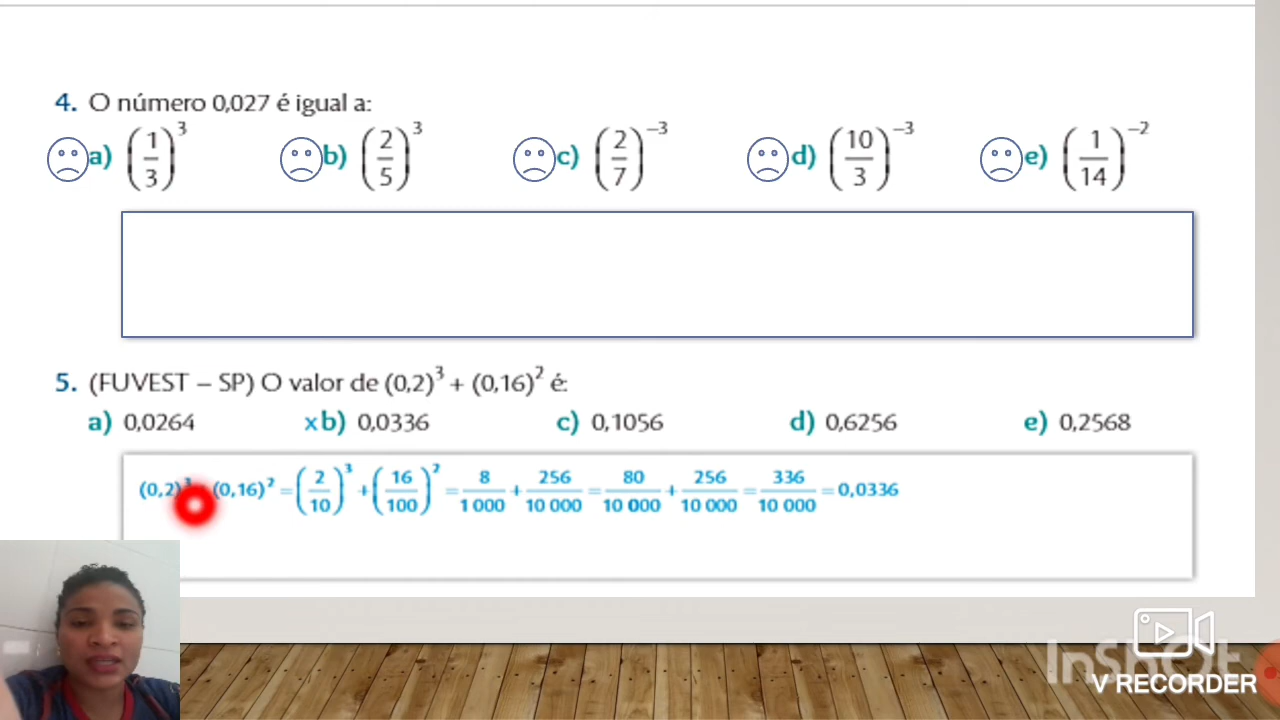 4. O número 0,027 é igual a:
a) (1/3)³ b) (2/5)³ c) (2/7)⁻³ d) (10/3)⁻³ e) (1/14)⁻²
5. (FUVEST – SP) O valor de (0,2)³ + (0,16)² é:
a) 0,0264 xb) 0,0336 c) 0,1056 d) 0,6256 e) 0,2568
(0,2)³ (0,16)² = (2/10)³ + (16/100)² = 8/1 000 + 256/10 000 = 80/10 000 + 256/10 000 = 336/10 000 = 0,0336
InShOt
V RECORDER